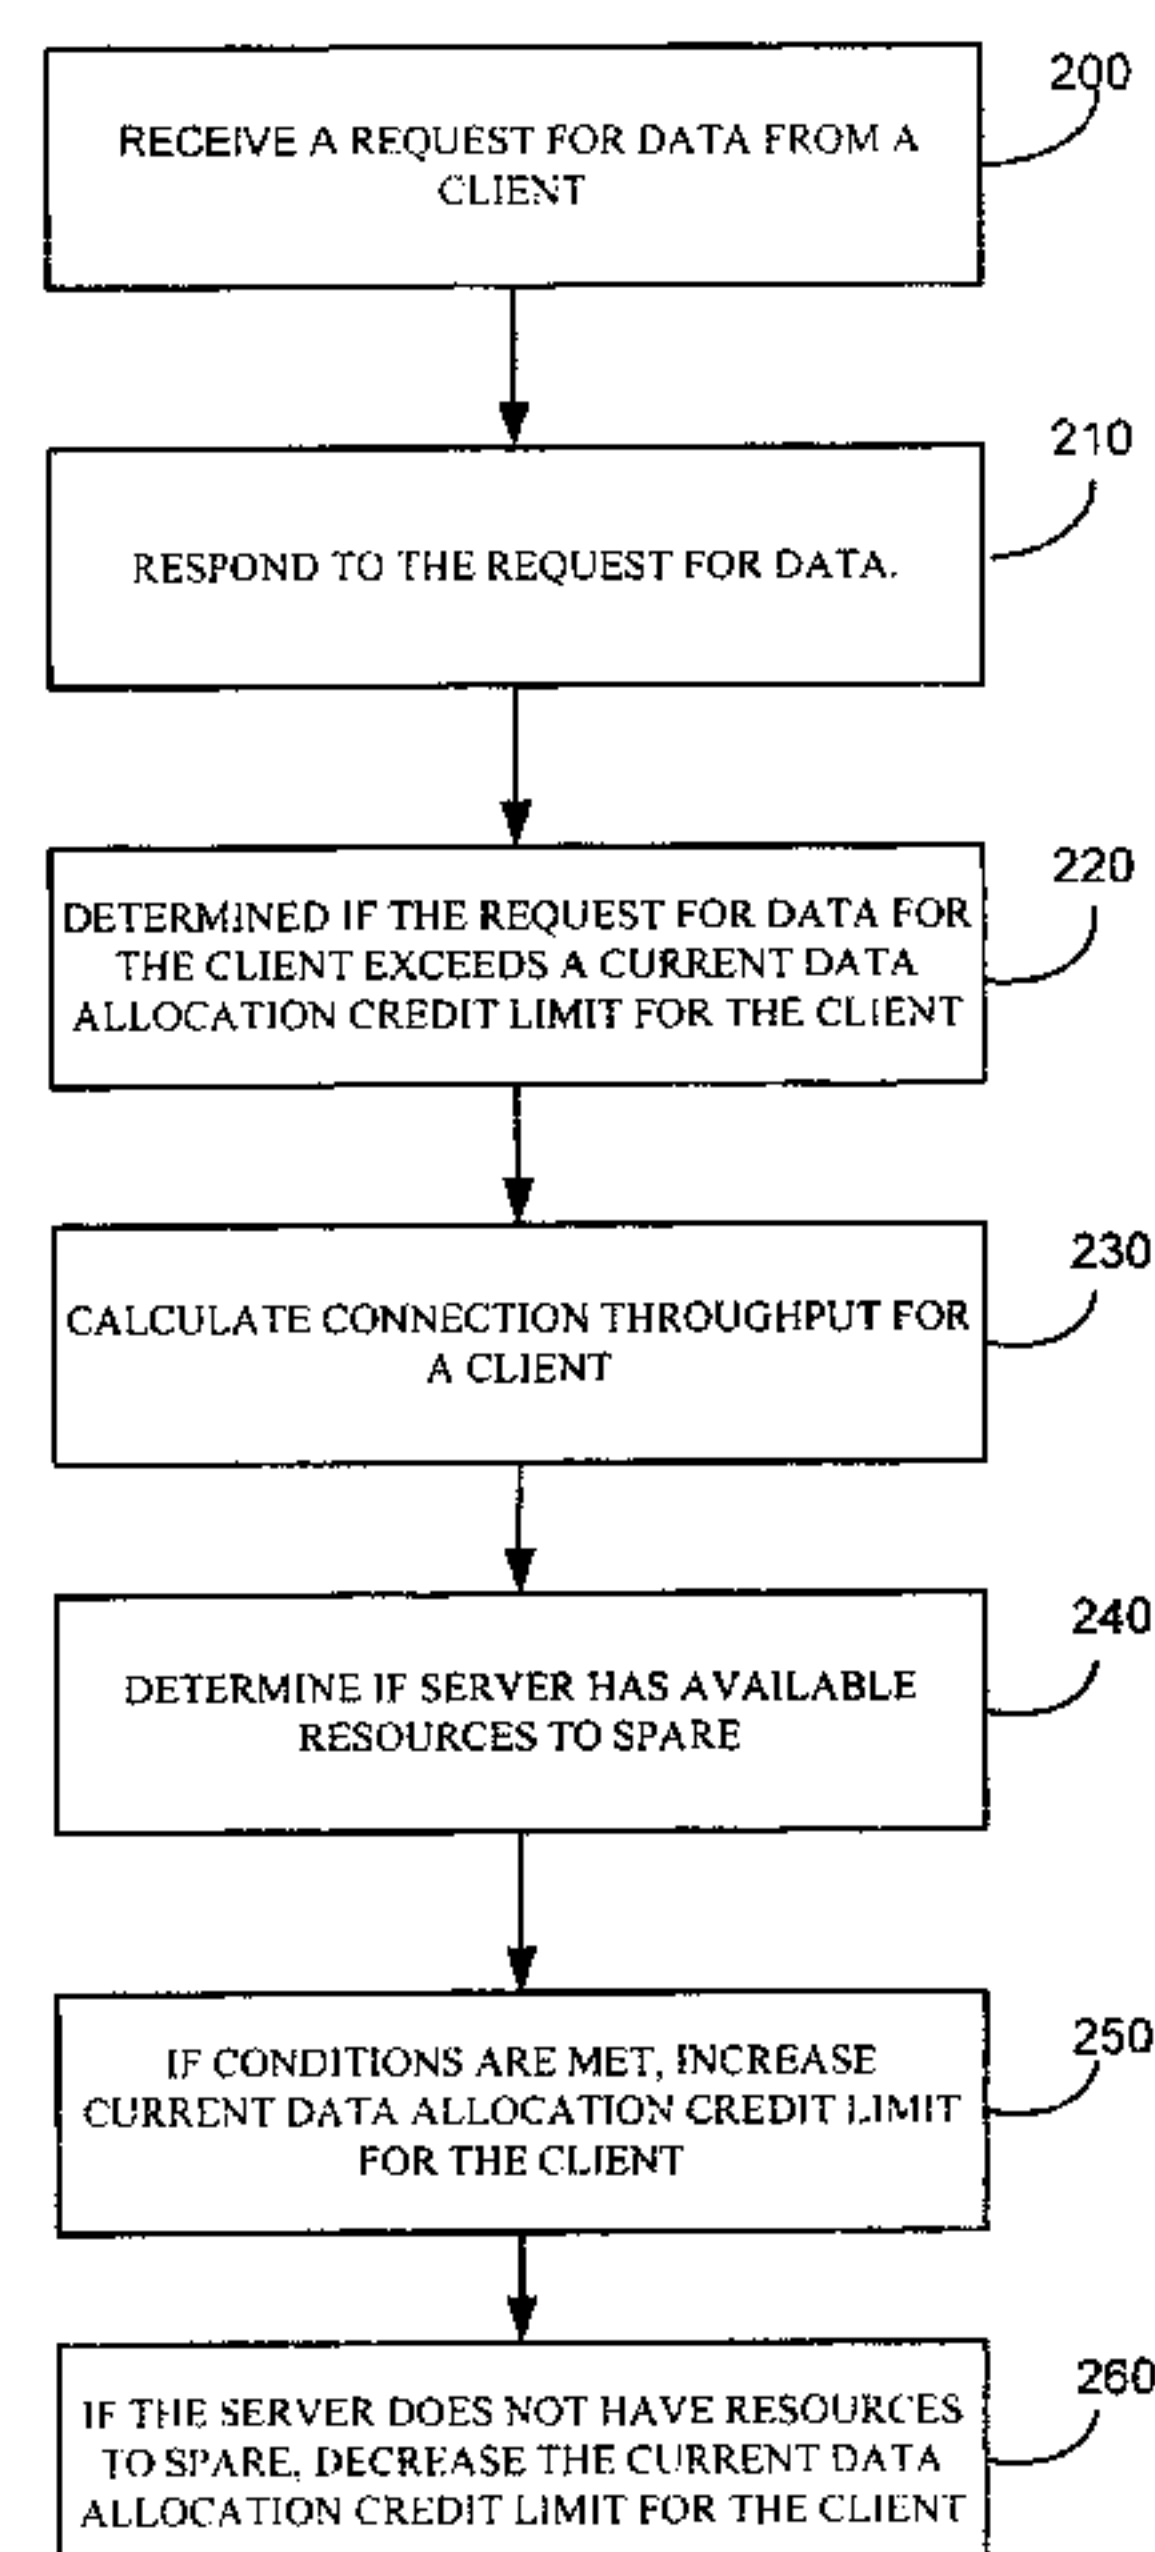 200
RECEIVE A REQUEST FOR DATA FROM A
CLIENT
210
RESPOND TO THE REQUEST FOR DATA.
220
DETERMINED IF THE REQUEST FOR DATA FOR
THE CLIENT EXCEEDS A CURRENT DATA
ALLOCATION CREDIT LIMIT FOR THE CLIENT
230
CALCULATE CONNECTION THROUGHPUT FOR
A CLIENT
240
DETERMINE IF SERVER HAS AVAILABLE
RESOURCES TO SPARE
250
IF CONDITIONS ARE MET, INCREASE
CURRENT DATA ALLOCATION CREDIT LIMIT
FOR THE CLIENT
260
IF THE SERVER DOES NOT HAVE RESOURCES
TO SPARE, DECREASE THE CURRENT DATA
ALLOCATION CREDIT LIMIT FOR THE CLIENT